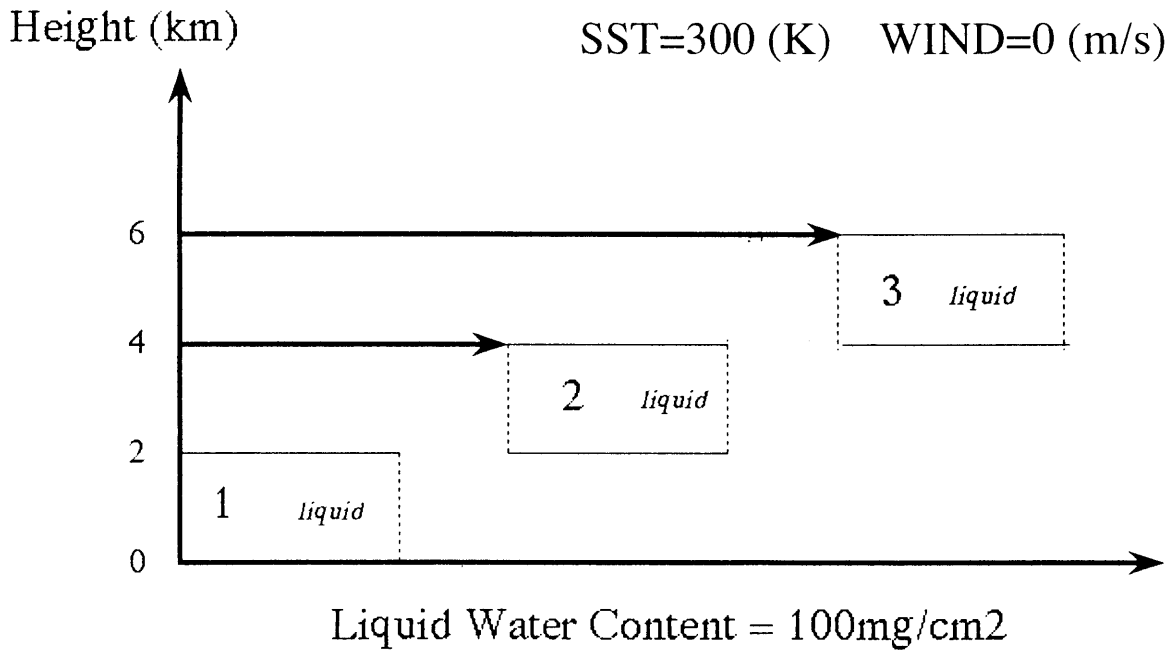 Height (km)
SST=300 (K) WIND=0 (m/s)
6
3 liquid
4
2 liquid
2
1 liquid
0
Liquid Water Content = 100mg/cm2